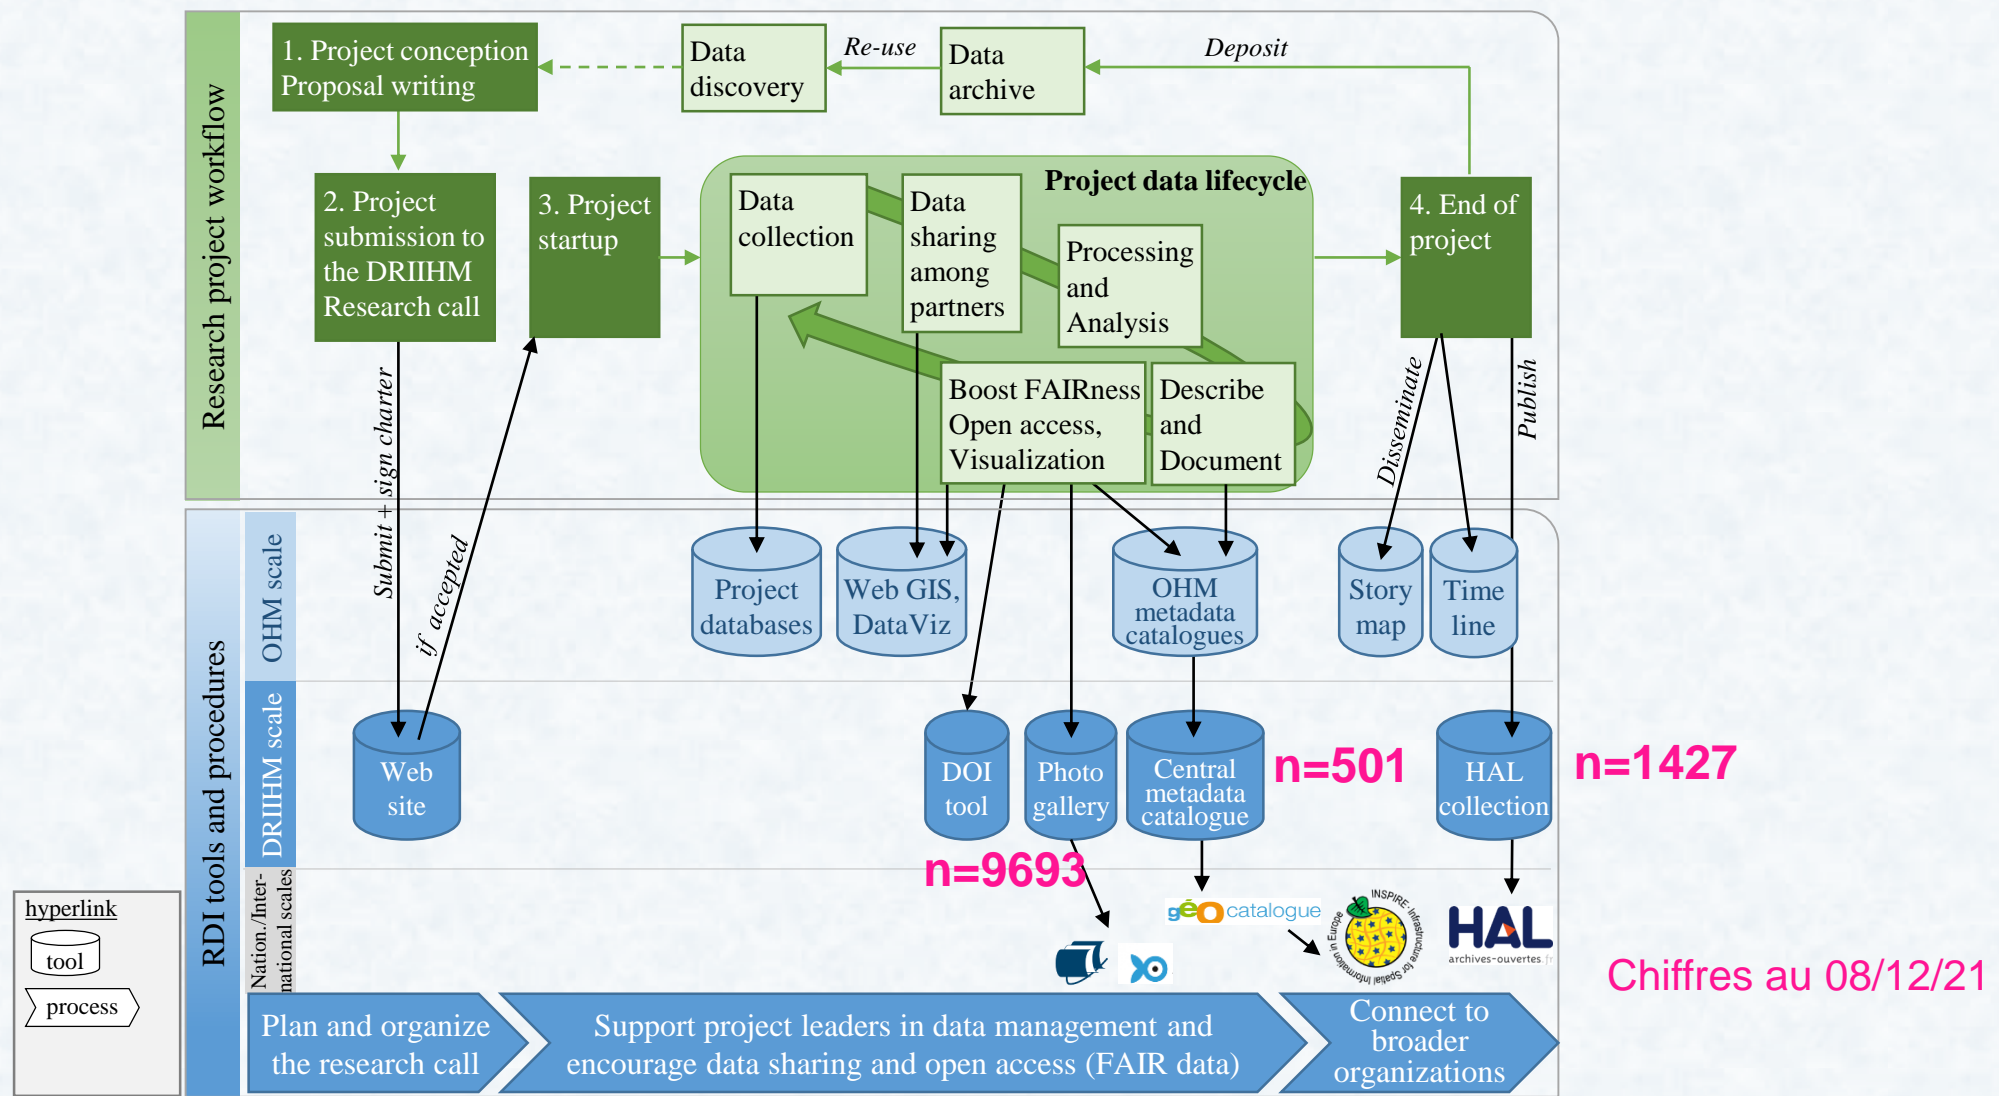 Research project workflow
1. Project conception
Proposal writing
Data
discovery
Re-use
Data
archive
Deposit
2. Project
submission to
the DRIIHM
Research call
3. Project
startup
Project data lifecycle
Data
collection
Data
sharing
among
partners
Processing
and
Analysis
Boost FAIRness
Open access,
Visualization
Describe
and
Document
4. End of
project
Submit + sign charter
if accepted
Disseminate
Publish
RDI tools and procedures
OHM scale
Project
databases
Web GIS,
DataViz
OHM
metadata
catalogues
Story
map
Time
line
DRIIHM scale
Web
site
DOI
tool
Photo
gallery
Central
metadata
catalogue
n=501
HAL
collection
n=1427
n=9693
Nation./Inter-
national scales
géo catalogue
INSPIRE·Infrastructure for Spatial Information in Europe
HAL
archives-ouvertes.fr
Chiffres au 08/12/21
hyperlink
tool
process
Plan and organize
the research call
Support project leaders in data management and
encourage data sharing and open access (FAIR data)
Connect to
broader
organizations